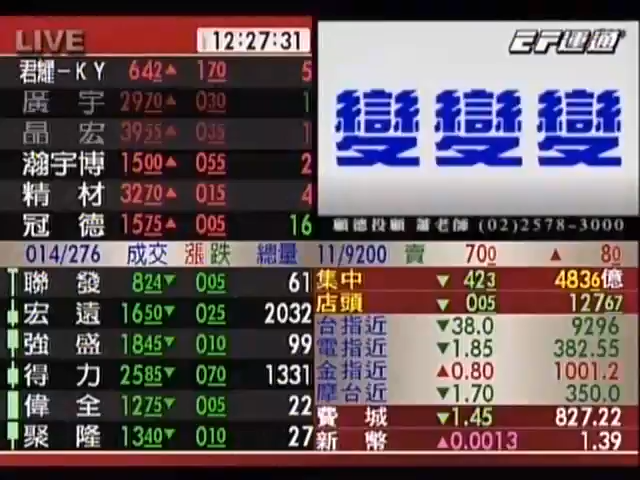 LIVE 12:27:31
君耀-KY 642▲ 170 5
廣宇 2970▲ 030 1
晶宏 3955▲ 035 1
瀚宇博 1500▲ 055 2
精材 3270▲ 015 4
冠德 1575▲ 005 16
014/276 成交 漲跌 總量
聯發 824▼ 005 61
宏遠 1650▼ 025 2032
強盛 1845▼ 010 99
得力 2585▼ 070 1331
偉全 1275▼ 005 22
聚隆 1340▼ 010 27
EF運通
變變變
顧德投顧 蕭老師 (02)2578-3000
11/9200 賣 700 ▲ 80
集中 ▼ 423 4836億
店頭 ▼ 005 12767
台指近 ▼38.0 9296
電指近 ▼1.85 382.55
金指近 ▲0.80 1001.2
摩台近 ▼1.70 350.0
費城 ▼1.45 827.22
新幣 ▲0.0013 1.39